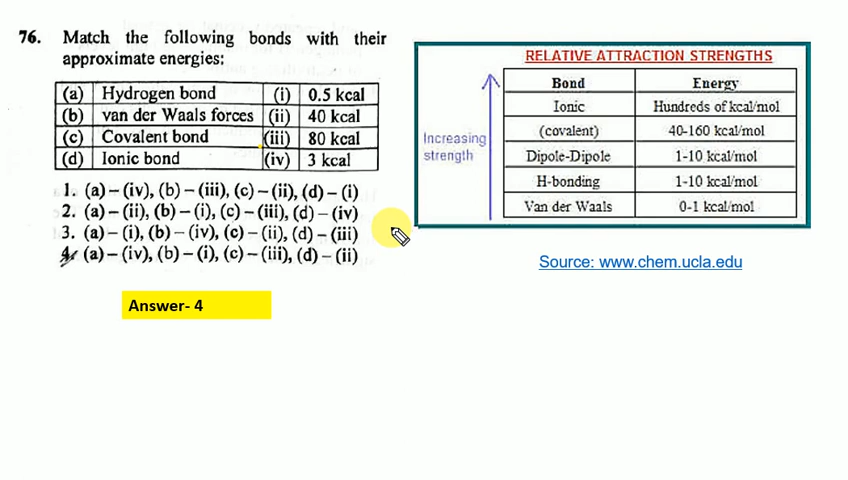 76. Match the following bonds with their
approximate energies:
(a) Hydrogen bond (i) 0.5 kcal
(b) van der Waals forces (ii) 40 kcal
(c) Covalent bond (iii) 80 kcal
(d) Ionic bond (iv) 3 kcal
1. (a) – (iv), (b) – (iii), (c) – (ii), (d) – (i)
2. (a) – (ii), (b) – (i), (c) – (iii), (d) – (iv)
3. (a) – (i), (b) – (iv), (c) – (ii), (d) – (iii)
4. (a) – (iv), (b) – (i), (c) – (iii), (d) – (ii)
Answer- 4
RELATIVE ATTRACTION STRENGTHS
Bond Energy
Ionic Hundreds of kcal/mol
(covalent) 40-160 kcal/mol
Dipole-Dipole 1-10 kcal/mol
H-bonding 1-10 kcal/mol
Van der Waals 0-1 kcal/mol
Increasing
strength
Source: www.chem.ucla.edu